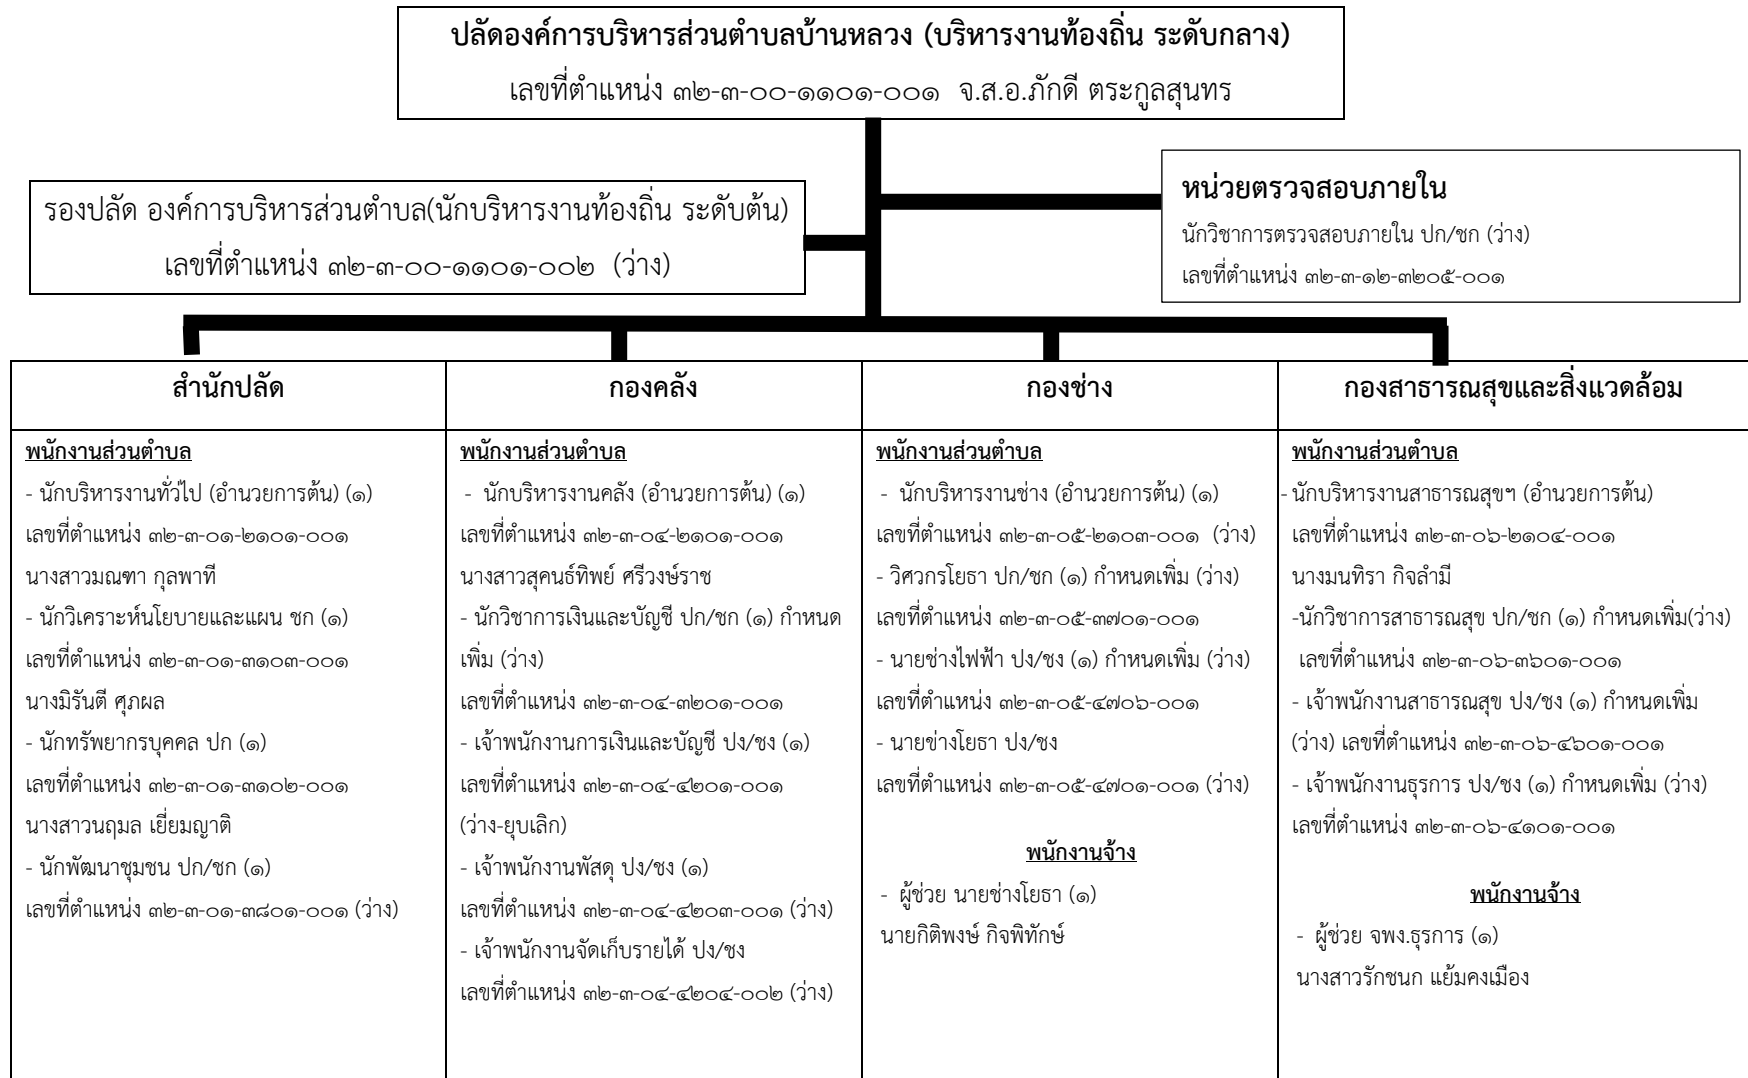 ปลัดองค์การบริหารส่วนตำบลบ้านหลวง (บริหารงานท้องถิ่น ระดับกลาง)
เลขที่ตำแหน่ง ๓๒-๓-๐๐-๑๑๐๑-๐๐๑ จ.ส.อ.ภักดี ตระกูลสุนทร
รองปลัด องค์การบริหารส่วนตำบล(นักบริหารงานท้องถิ่น ระดับต้น)
เลขที่ตำแหน่ง ๓๒-๓-๐๐-๑๑๐๑-๐๐๒ (ว่าง)
หน่วยตรวจสอบภายใน
นักวิชาการตรวจสอบภายใน ปก/ชก (ว่าง)
เลขที่ตำแหน่ง ๓๒-๓-๑๒-๓๒๐๕-๐๐๑
สำนักปลัด
พนักงานส่วนตำบล
- นักบริหารงานทั่วไป (อำนวยการต้น) (๑)
เลขที่ตำแหน่ง ๓๒-๓-๐๑-๒๑๐๑-๐๐๑
นางสาวมณฑา กุลพาที
- นักวิเคราะห์นโยบายและแผน ชก (๑)
เลขที่ตำแหน่ง ๓๒-๓-๐๑-๓๑๐๓-๐๐๑
นางมิรันตี ศุภผล
- นักทรัพยากรบุคคล ปก (๑)
เลขที่ตำแหน่ง ๓๒-๓-๐๑-๓๑๐๒-๐๐๑
นางสาวนฤมล เยี่ยมญาติ
- นักพัฒนาชุมชน ปก/ชก (๑)
เลขที่ตำแหน่ง ๓๒-๓-๐๑-๓๘๐๑-๐๐๑ (ว่าง)
กองคลัง
พนักงานส่วนตำบล
- นักบริหารงานคลัง (อำนวยการต้น) (๑)
เลขที่ตำแหน่ง ๓๒-๓-๐๔-๒๑๐๑-๐๐๑
นางสาวสุคนธ์ทิพย์ ศรีวงษ์ราช
- นักวิชาการเงินและบัญชี ปก/ชก (๑) กำหนด
เพิ่ม (ว่าง)
เลขที่ตำแหน่ง ๓๒-๓-๐๔-๓๒๐๑-๐๐๑
- เจ้าพนักงานการเงินและบัญชี ปง/ชง (๑)
เลขที่ตำแหน่ง ๓๒-๓-๐๔-๔๒๐๑-๐๐๑
(ว่าง-ยุบเลิก)
- เจ้าพนักงานพัสดุ ปง/ชง (๑)
เลขที่ตำแหน่ง ๓๒-๓-๐๔-๔๒๐๓-๐๐๑ (ว่าง)
- เจ้าพนักงานจัดเก็บรายได้ ปง/ชง
เลขที่ตำแหน่ง ๓๒-๓-๐๔-๔๒๐๔-๐๐๒ (ว่าง)
กองช่าง
พนักงานส่วนตำบล
- นักบริหารงานช่าง (อำนวยการต้น) (๑)
เลขที่ตำแหน่ง ๓๒-๓-๐๕-๒๑๐๓-๐๐๑ (ว่าง)
- วิศวกรโยธา ปก/ชก (๑) กำหนดเพิ่ม (ว่าง)
เลขที่ตำแหน่ง ๓๒-๓-๐๕-๓๗๐๑-๐๐๑
- นายช่างไฟฟ้า ปง/ชง (๑) กำหนดเพิ่ม (ว่าง)
เลขที่ตำแหน่ง ๓๒-๓-๐๕-๔๗๐๖-๐๐๑
- นายข่างโยธา ปง/ชง
เลขที่ตำแหน่ง ๓๒-๓-๐๕-๔๗๐๑-๐๐๑ (ว่าง)
พนักงานจ้าง
- ผู้ช่วย นายช่างโยธา (๑)
นายกิติพงษ์ กิจพิทักษ์
กองสาธารณสุขและสิ่งแวดล้อม
พนักงานส่วนตำบล
- นักบริหารงานสาธารณสุขฯ (อำนวยการต้น)
เลขที่ตำแหน่ง ๓๒-๓-๐๖-๒๑๐๔-๐๐๑
นางมนทิรา กิจลำมี
-นักวิชาการสาธารณสุข ปก/ชก (๑) กำหนดเพิ่ม(ว่าง)
เลขที่ตำแหน่ง ๓๒-๓-๐๖-๓๖๐๑-๐๐๑
- เจ้าพนักงานสาธารณสุข ปง/ชง (๑) กำหนดเพิ่ม
(ว่าง) เลขที่ตำแหน่ง ๓๒-๓-๐๖-๔๖๐๑-๐๐๑
- เจ้าพนักงานธุรการ ปง/ชง (๑) กำหนดเพิ่ม (ว่าง)
เลขที่ตำแหน่ง ๓๒-๓-๐๖-๔๑๐๑-๐๐๑
พนักงานจ้าง
- ผู้ช่วย จพง.ธุรการ (๑)
นางสาวรักชนก แย้มคงเมือง